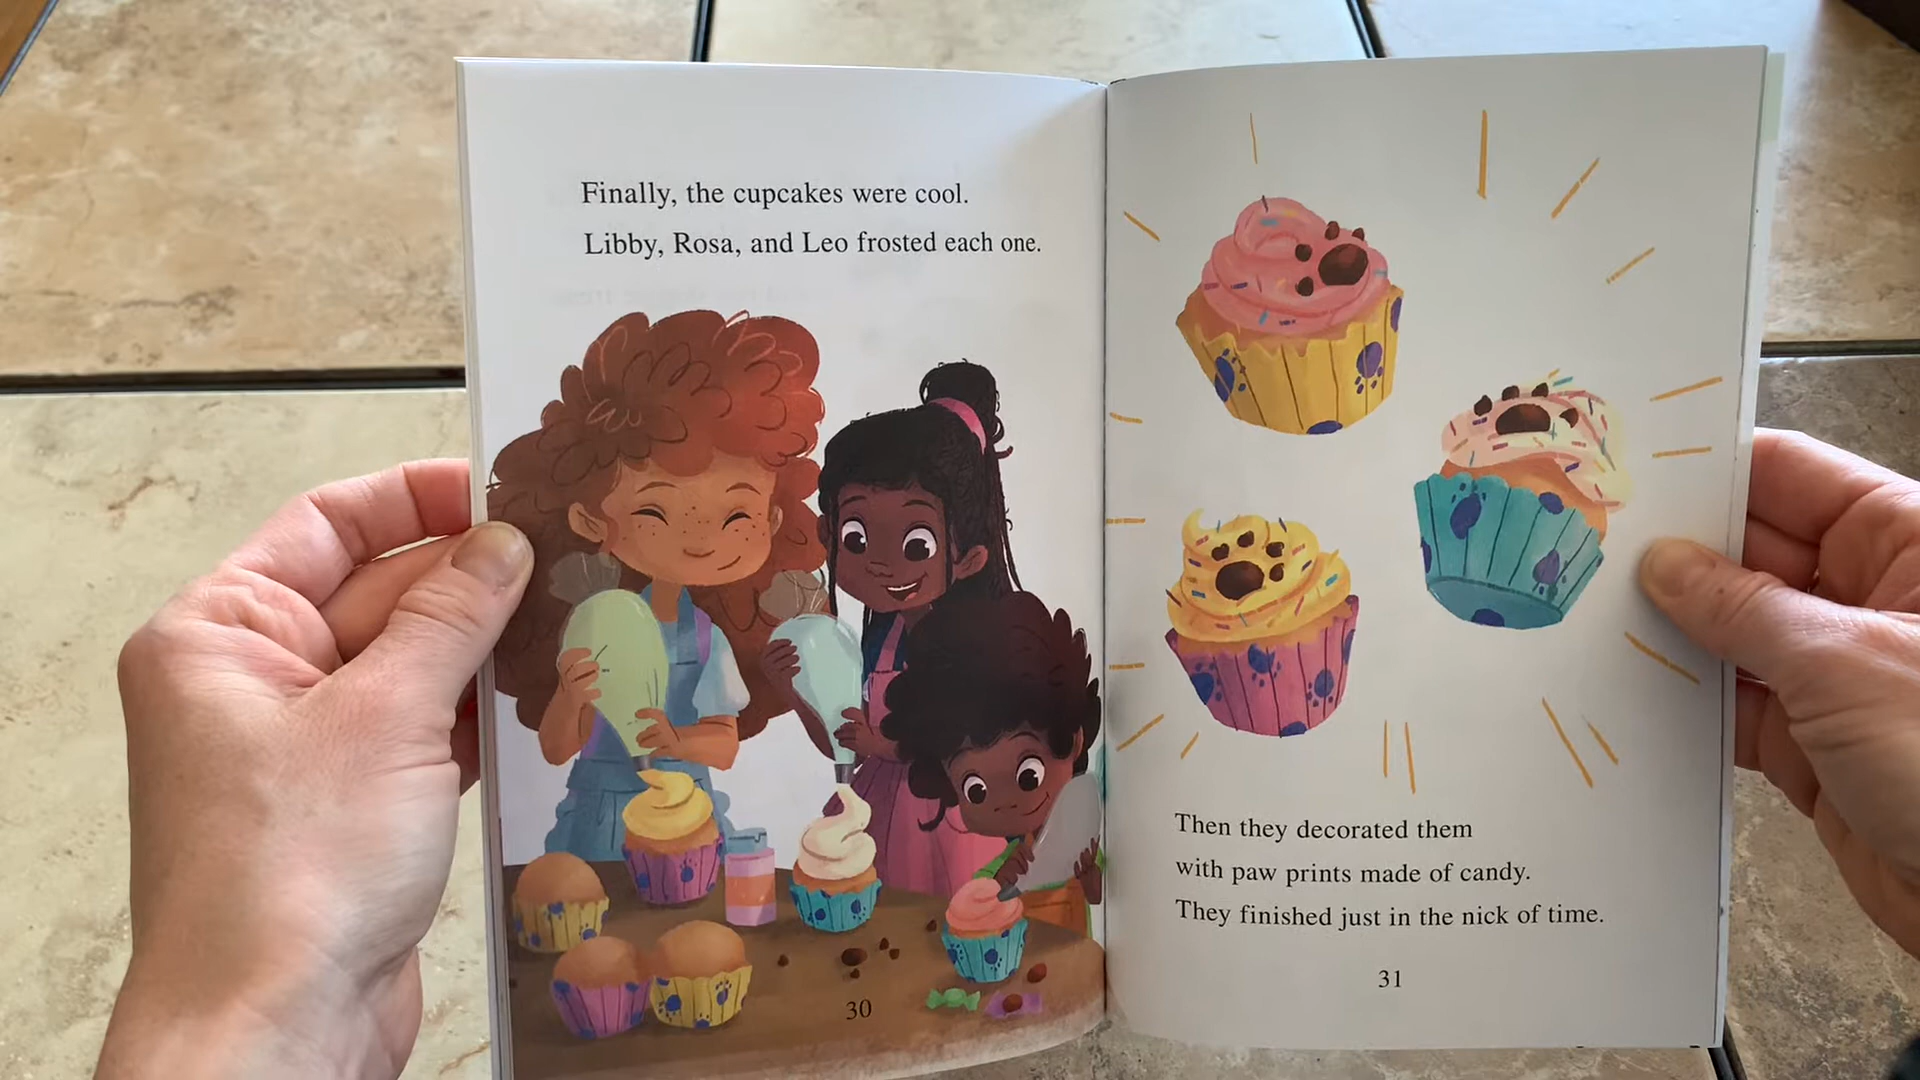 Finally, the cupcakes were cool.
Libby, Rosa, and Leo frosted each one.
30
Then they decorated them
with paw prints made of candy.
They finished just in the nick of time.
31